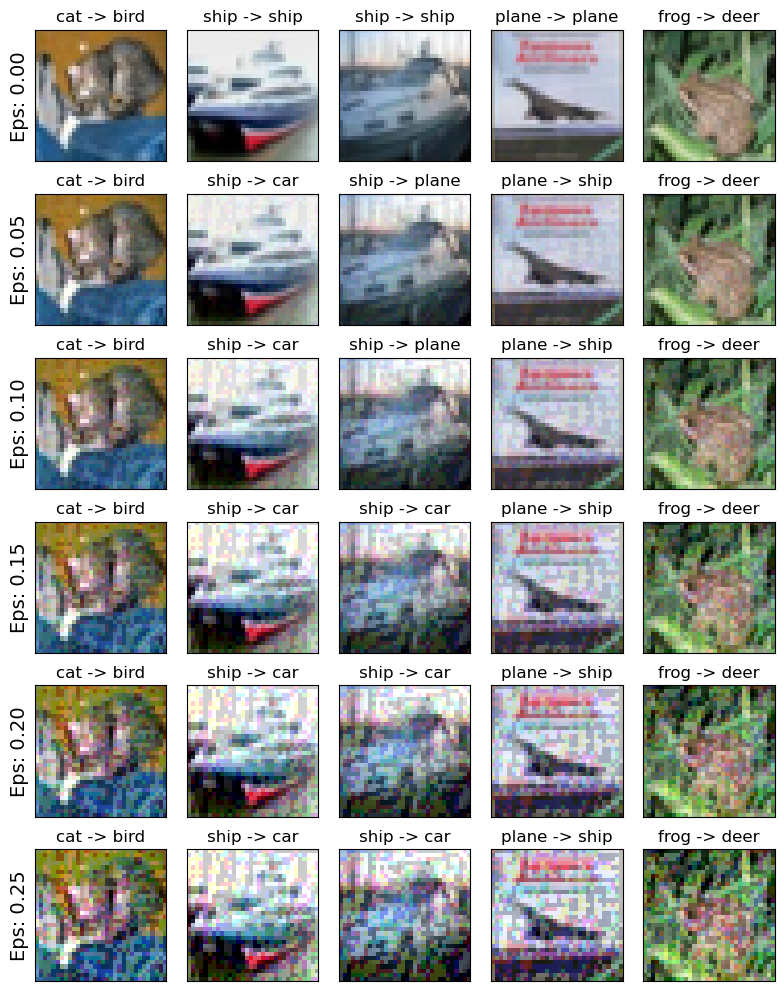 cat -> bird ship -> ship ship -> ship plane -> plane frog -> deer
Eps: 0.00
cat -> bird ship -> car ship -> plane plane -> ship frog -> deer
Eps: 0.05
cat -> bird ship -> car ship -> plane plane -> ship frog -> deer
Eps: 0.10
cat -> bird ship -> car ship -> car plane -> ship frog -> deer
Eps: 0.15
cat -> bird ship -> car ship -> car plane -> ship frog -> deer
Eps: 0.20
cat -> bird ship -> car ship -> car plane -> ship frog -> deer
Eps: 0.25